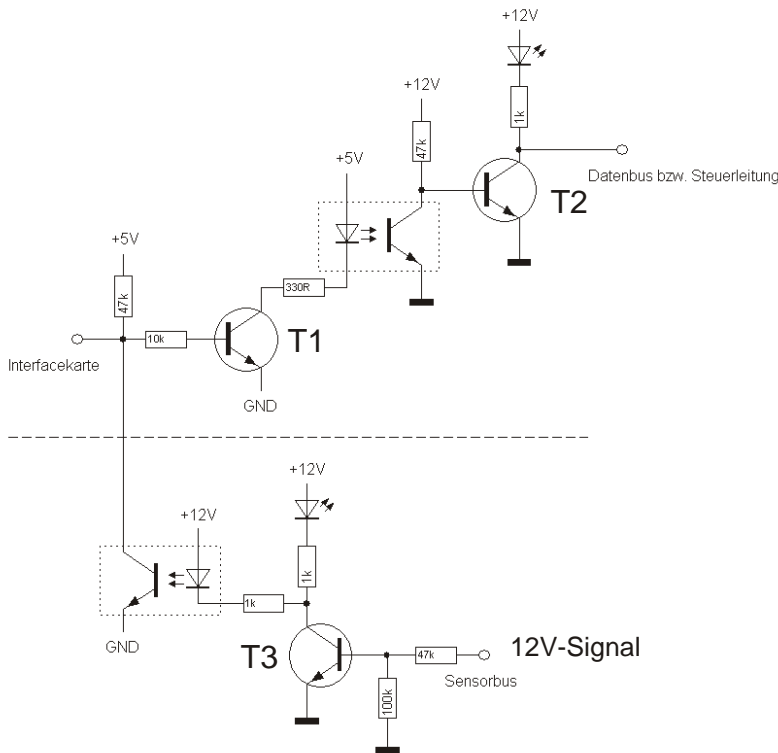 +12V
1k
+12V
47k
Datenbus bzw. Steuerleitung
T2
+5V
+5V
47k
330R
10k
T1
Interfacekarte
GND
+12V
+12V
1k
1k
GND
T3
47k
12V-Signal
Sensorbus
100k